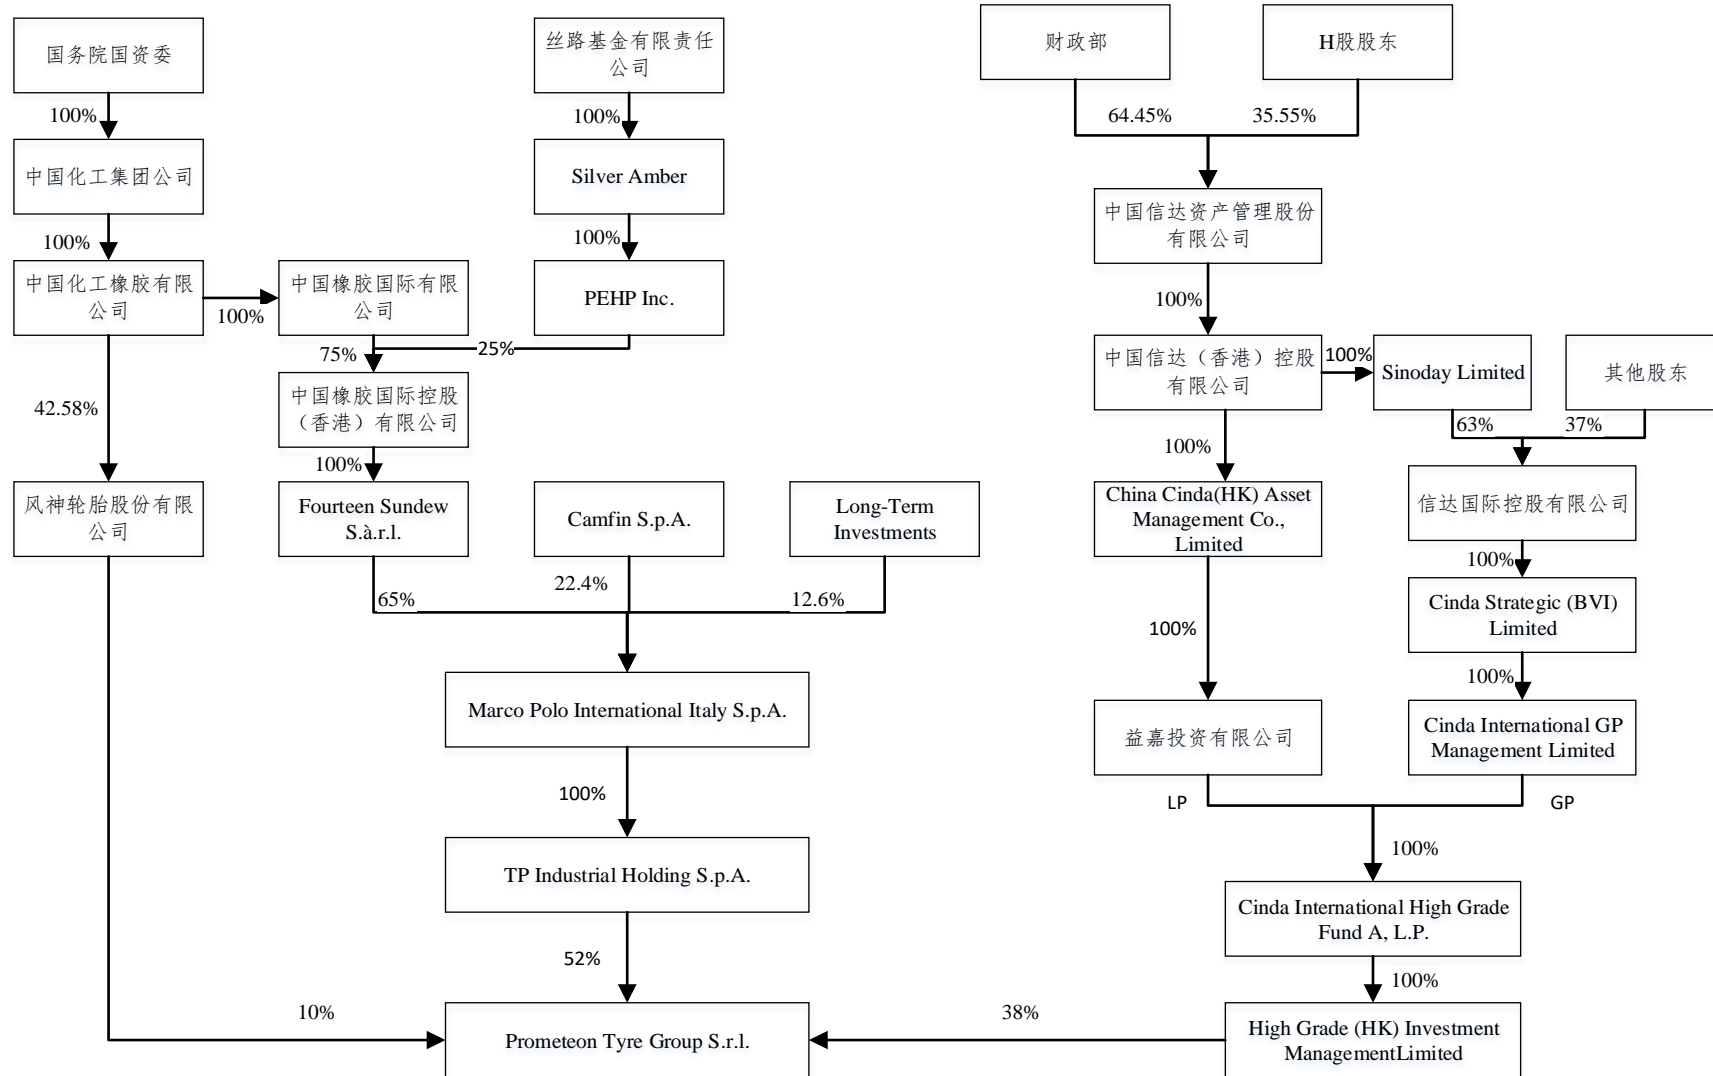 国务院国资委
丝路基金有限责任
公司
财政部
H股股东
100%
100%
64.45%
35.55%
中国化工集团公司
Silver Amber
中国信达资产管理股份
有限公司
100%
100%
中国化工橡胶有限
公司
100%
中国橡胶国际有限
公司
PEHP Inc.
100%
75%
25%
中国信达（香港）控股
有限公司
100%
Sinoday Limited
其他股东
42.58%
中国橡胶国际控股
（香港）有限公司
63%
37%
100%
100%
风神轮胎股份有限
公司
Fourteen Sundew
S.à.r.l.
Camfin S.p.A.
Long-Term
Investments
China Cinda(HK) Asset
Management Co.,
Limited
信达国际控股有限公司
65%
22.4%
12.6%
100%
100%
Cinda Strategic (BVI)
Limited
100%
Marco Polo International Italy S.p.A.
益嘉投资有限公司
Cinda International GP
Management Limited
100%
LP
GP
100%
TP Industrial Holding S.p.A.
Cinda International High Grade
Fund A, L.P.
52%
100%
10%
Prometeon Tyre Group S.r.l.
38%
High Grade (HK) Investment
ManagementLimited